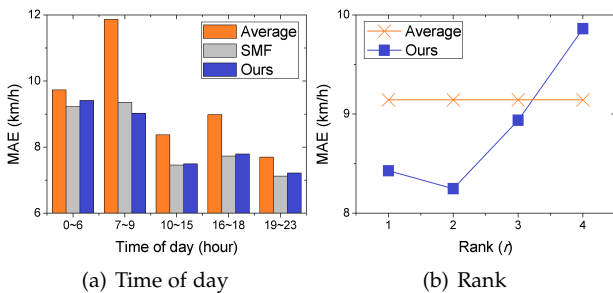 12
10
8
6
MAE (km/h)
Average
SMF
Ours
0~6
7~9
10~15
16~18
19~23
Time of day (hour)
(a) Time of day
10
9
8
MAE (km/h)
Average
Ours
1
2
3
4
Rank (r)
(b) Rank